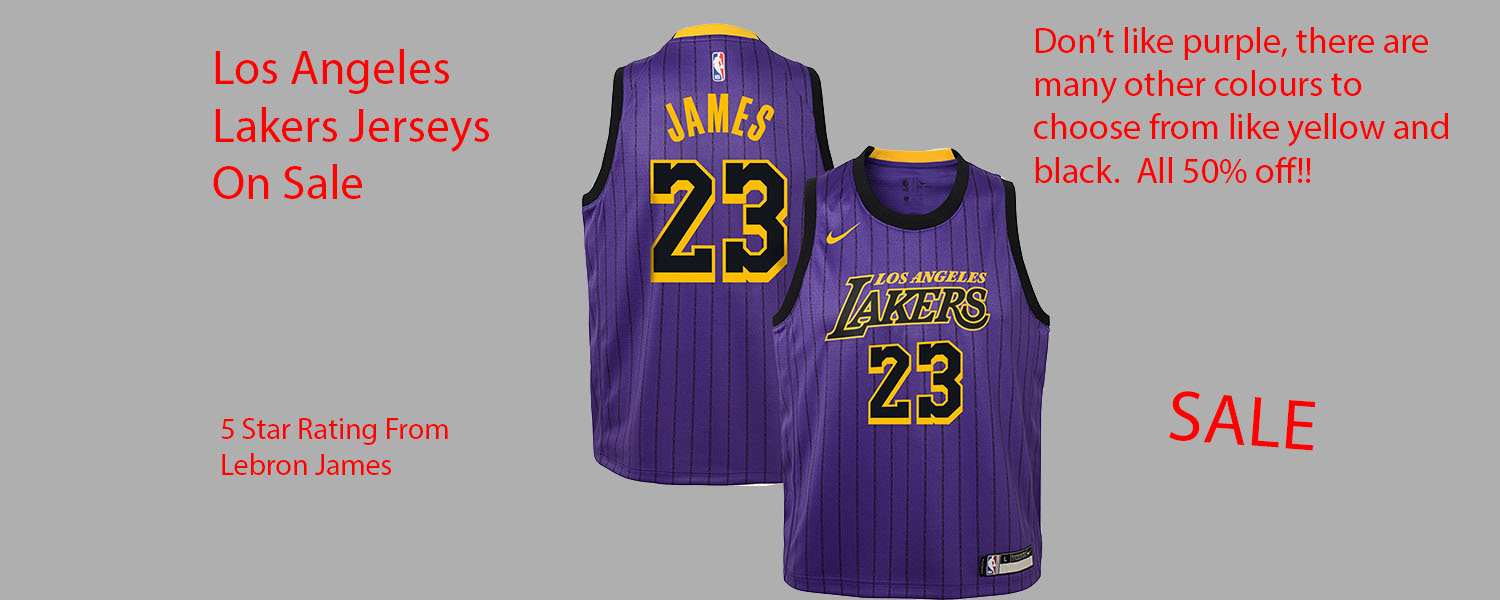 Los Angeles
Lakers Jerseys
On Sale
Don't like purple, there are
many other colours to
choose from like yellow and
black.  All 50% off!!
JAMES
23
LOS ANGELES
LAKERS
23
5 Star Rating From
Lebron James
SALE
L